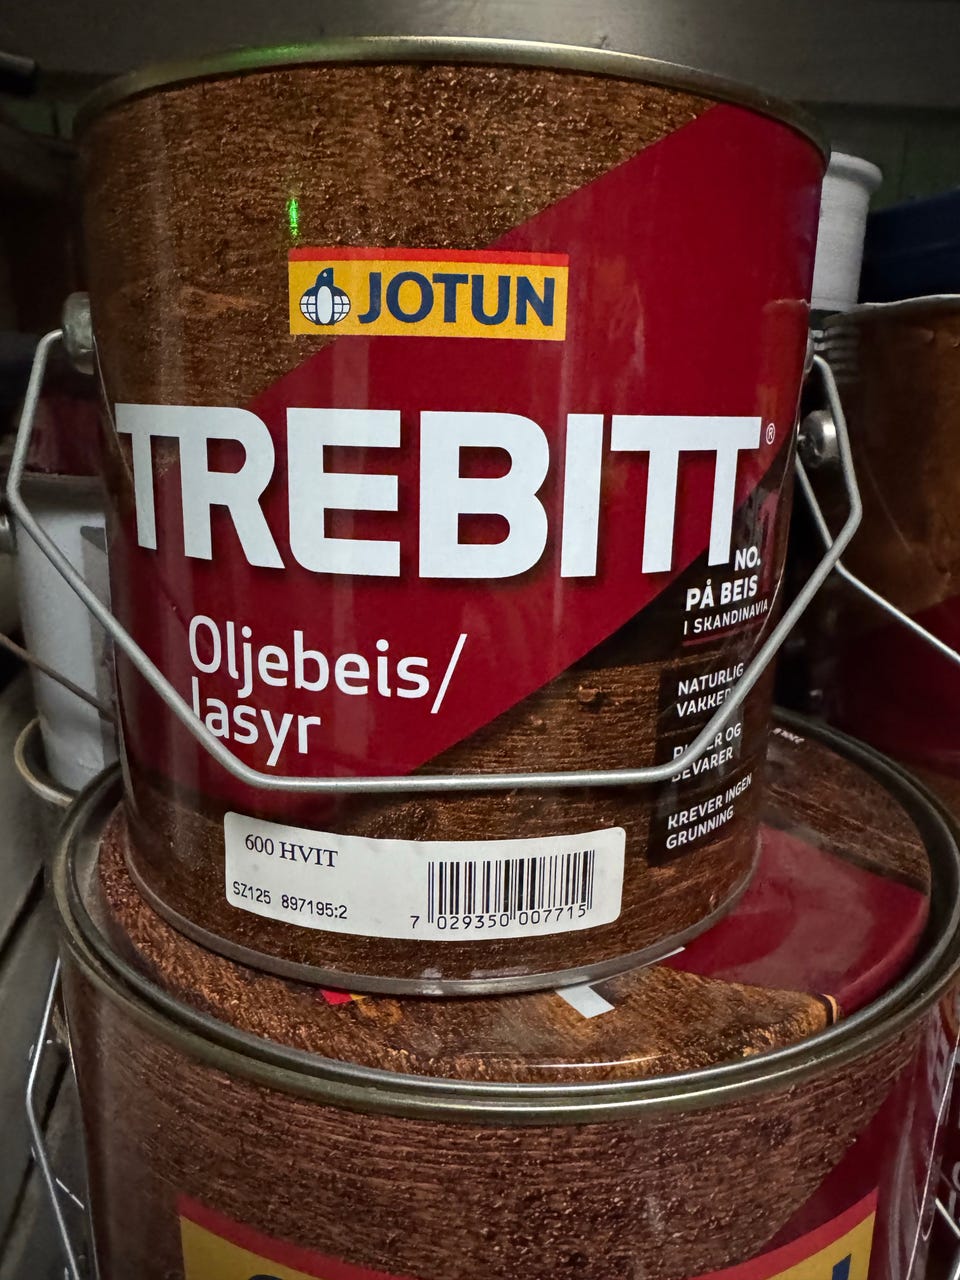 JOTUN
TREBITT®
NO.
PÅ BEIS
I SKANDINAVIA
Oljebeis/
lasyr
NATURLIG
VAKKER
OG
BEVARER
KREVER INGEN
GRUNNING
600 HVIT
SZ125 897195:2
7 029350 007715